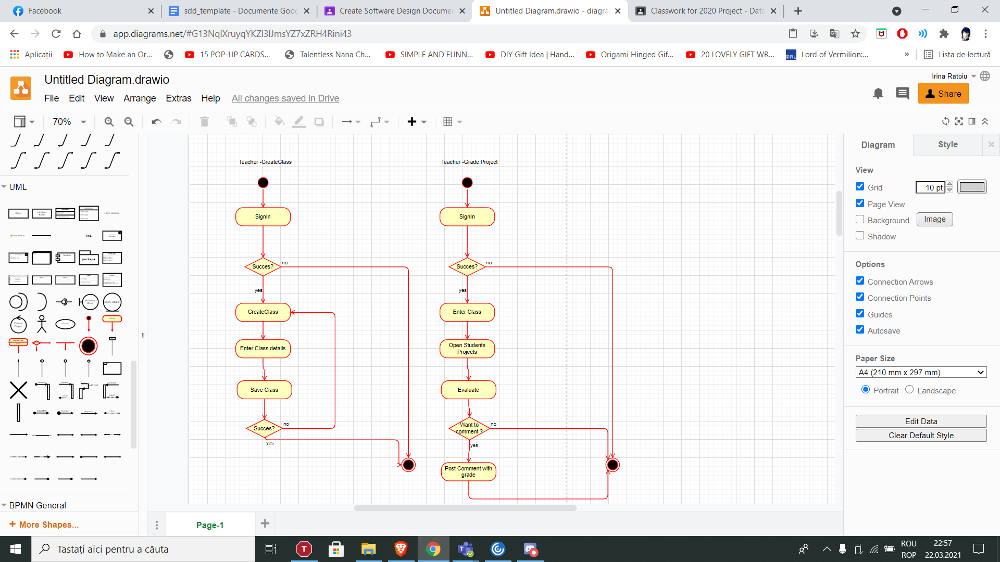 Facebook
sdd_template - Documente Goog
Create Software Design Documen
Untitled Diagram.drawio - diagra
Classwork for 2020 Project - Data
app.diagrams.net/#G13NqlXruyqYKZl3lJmsYZ7xZRH4Rini43
Aplicații
How to Make an Or...
15 POP-UP CARDS...
Talentless Nana Ch...
SIMPLE AND FUNN...
DIY Gift Idea | Hand...
Origami Hinged Gif...
20 LOVELY GIFT WR...
MAL
Lord of Vermilion:...
»
Lista de lectură
Untitled Diagram.drawio
Irina Ratoiu
File Edit View Arrange Extras Help All changes saved in Drive
Share
70%
UML
Title
package
BPMN General
+ More Shapes...
Teacher -CreateClass
SignIn
Succes?
no
yes
CreateClass
Enter Class details
Save Class
Succes?
no
yes
Teacher -Grade Project
SignIn
Succes?
no
yes
Enter Class
Open Students
Projects
Evaluate
Want to
comment ?
no
yes
Post Comment with
grade
Diagram
Style
View
Grid
10 pt
Page View
Background
Image
Shadow
Options
Connection Arrows
Connection Points
Guides
Autosave
Paper Size
A4 (210 mm x 297 mm)
Portrait
Landscape
Edit Data
Clear Default Style
Page-1
Tastați aici pentru a căuta
ROU
ROP
22:57
22.03.2021